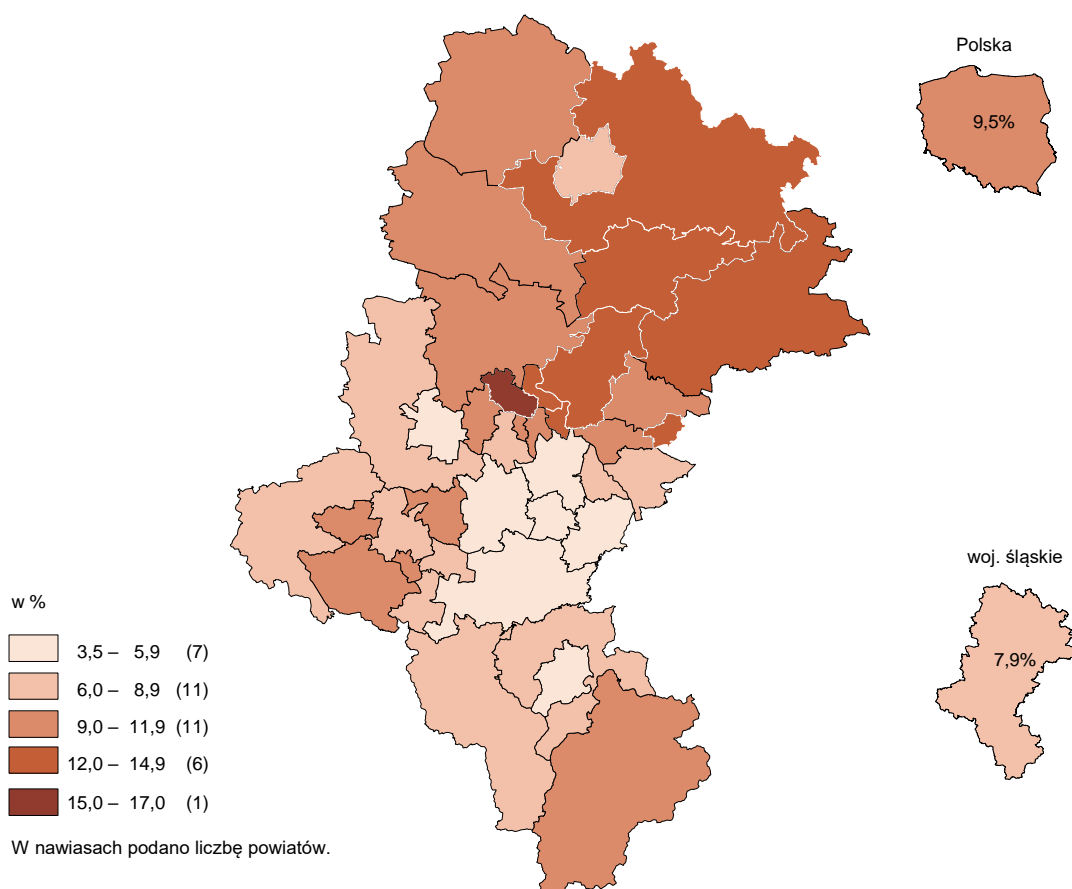 Polska
9,5%
woj. śląskie
7,9%
w %
3,5 – 5,9 (7)
6,0 – 8,9 (11)
9,0 – 11,9 (11)
12,0 – 14,9 (6)
15,0 – 17,0 (1)
W nawiasach podano liczbę powiatów.